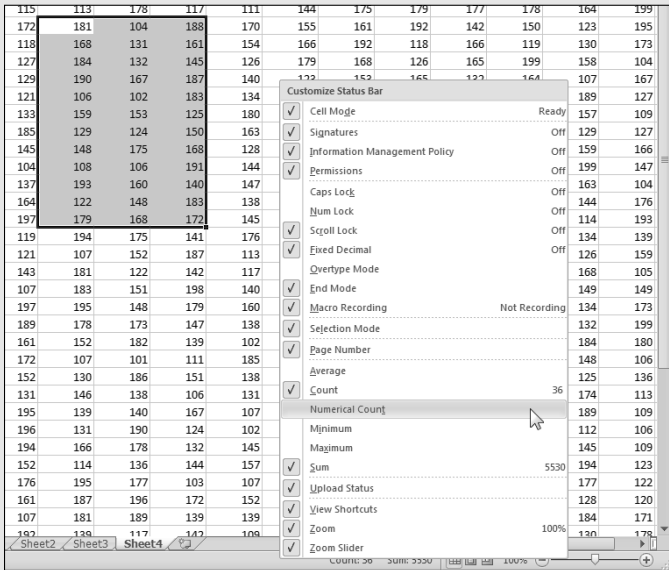 115 113 178 117 111 144 175 179 177 178 164 199
172 181 104 188 170 155 161 192 142 150 123 195
118 168 131 161 154 166 192 118 166 119 130 173
127 184 132 145 126 179 168 126 165 199 158 104
129 190 167 187 140 123 153 165 132 164 107 167
121 106 102 183 134 Customize Status Bar 189 127
133 159 153 125 180 Cell Mode Ready 157 109
185 129 124 150 163 Signatures Off 129 127
145 148 175 168 128 Information Management Policy Off 159 166
104 108 106 191 144 Permissions Off 199 147
137 193 160 140 147 Caps Lock Off 163 104
164 122 148 183 138 Num Lock Off 144 176
197 179 168 172 145 Scroll Lock Off 114 193
119 194 175 141 176 Fixed Decimal Off 134 139
121 107 152 187 113 Overtype Mode 126 159
143 181 122 142 117 168 105
107 183 151 198 140 End Mode 149 149
197 195 148 179 160 Macro Recording Not Recording 134 173
189 178 173 147 138 Selection Mode 132 199
161 152 182 139 102 Page Number 184 180
172 107 101 111 185 Average 148 106
152 130 186 151 138 125 136
131 146 138 106 131 Count 36 174 113
195 139 140 167 107 Numerical Count 189 109
196 131 190 124 102 Minimum 112 106
194 166 178 132 145 Maximum 145 109
152 114 136 144 157 Sum 5530 194 123
176 195 177 103 107 Upload Status 177 122
161 187 196 172 152 View Shortcuts 128 120
107 181 189 139 139 Zoom 100% 184 171
192 139 117 142 109 Zoom Slider 130 178
Sheet2 Sheet3 Sheet4
Count: 36 Sum: 5530 100%